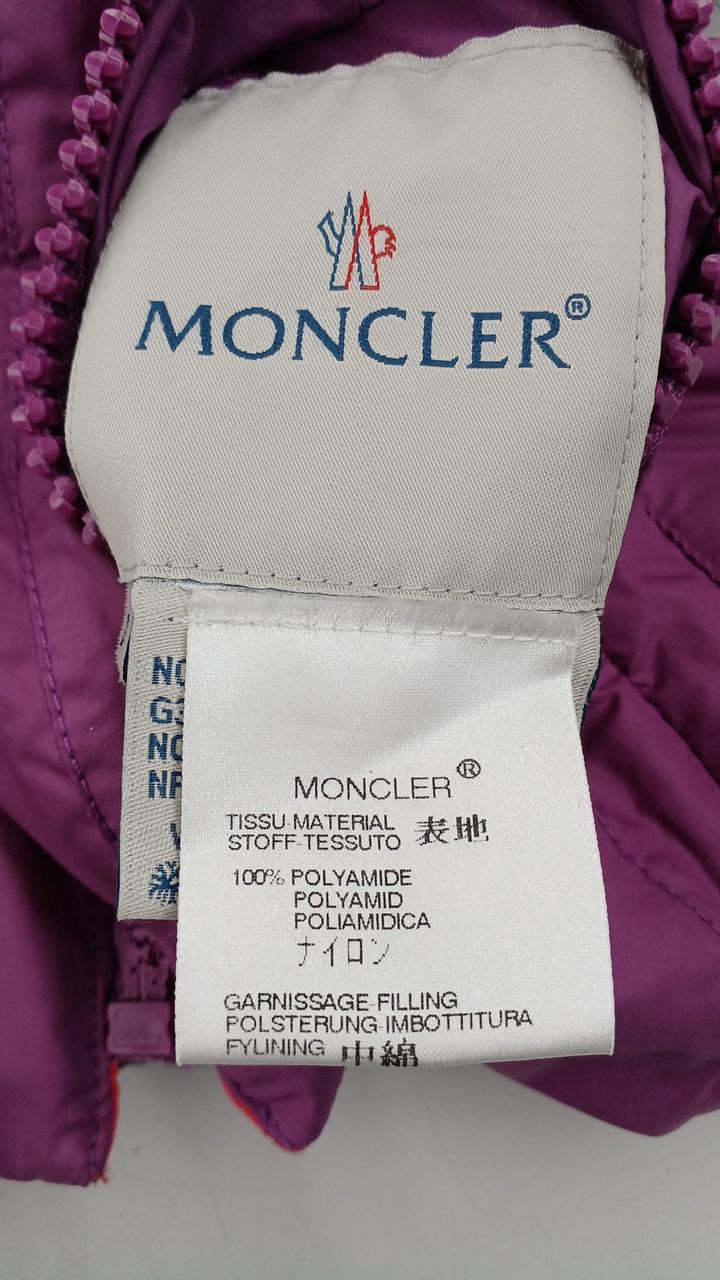 MONCLER®
MONCLER®
TISSU-MATERIAL
STOFF-TESSUTO 表地
100% POLYAMIDE
POLYAMID
POLIAMIDICA
ナイロン
GARNISSAGE-FILLING
POLSTERUNG-IMBOTTITURA
FYLINING 中綿